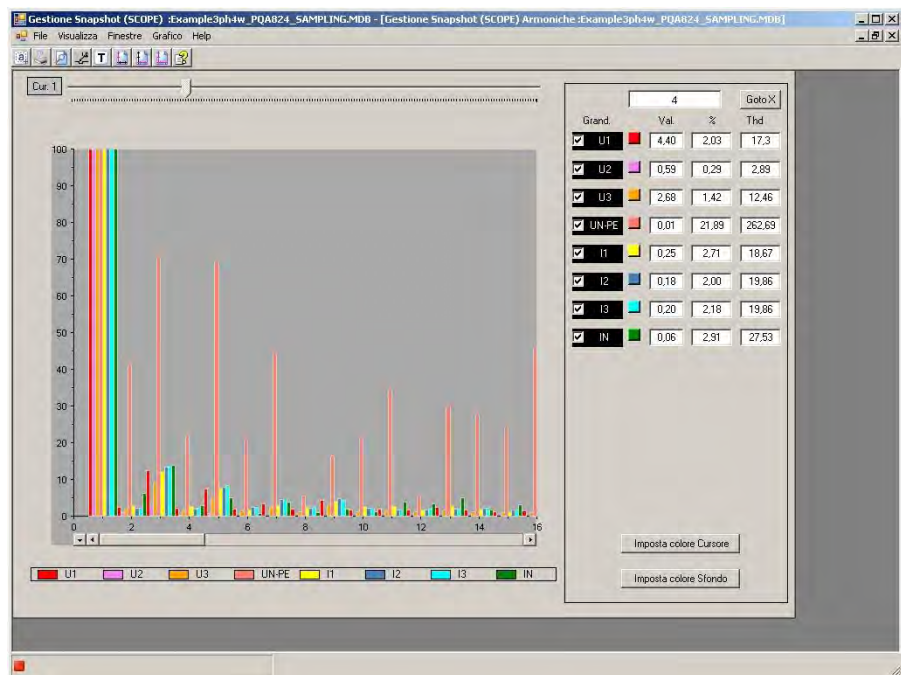 Gestione Snapshot (SCOPE) :Example3ph4w_PQA824_SAMPLING.MDB - [Gestione Snapshot (SCOPE) Armoniche :Example3ph4w_PQA824_SAMPLING.MDB]
File Visualizza Finestre Grafico Help
T
Cur. 1
4 Goto X
Grand. Val. % Thd
U1 4,40 2,03 17,3
U2 0,59 0,29 2,89
U3 2,68 1,42 12,46
UN-PE 0,01 21,89 262,69
I1 0,25 2,71 18,67
I2 0,18 2,00 19,86
I3 0,20 2,18 19,86
IN 0,06 2,91 27,53
100
90
80
70
60
50
40
30
20
10
0
0 2 4 6 8 10 12 14 16
U1 U2 U3 UN-PE I1 I2 I3 IN
Imposta colore Cursore
Imposta colore Sfondo